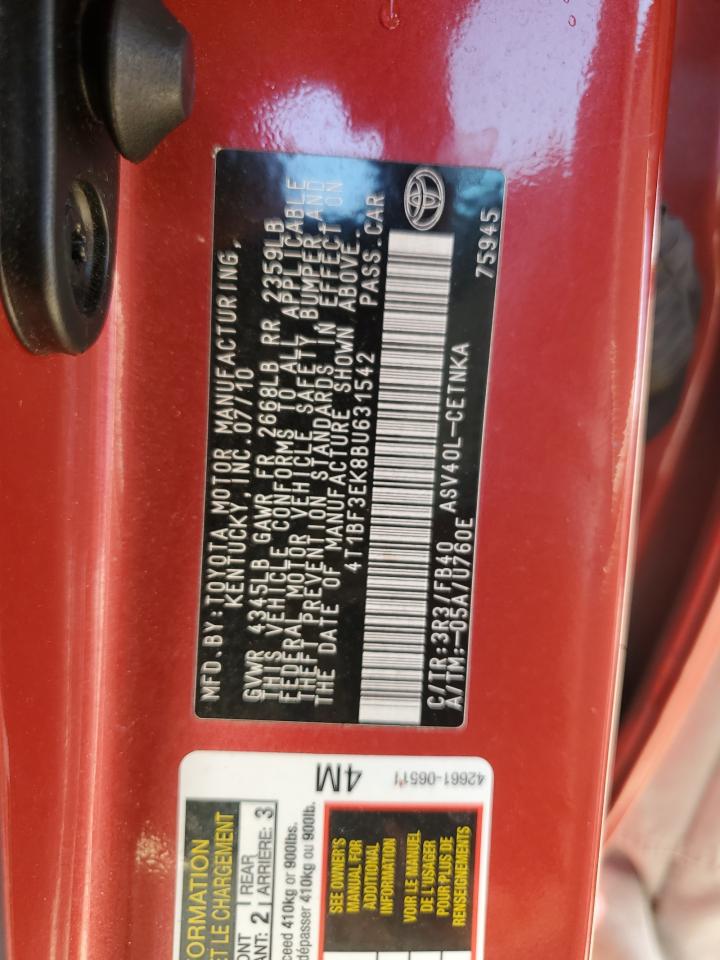 MFD.BY:TOYOTA MOTOR MANUFACTURING,
KENTUCKY,INC.07/10
GVWR 4345LB GAWR FR 2668LB RR 2359LB
THIS VEHICLE CONFORMS TO ALL APPLICABLE
FEDERAL MOTOR VEHICLE SAFETY,BUMPER,AND
THEFT PREVENTION STANDARDS IN EFFECT ON
THE DATE OF MANUFACTURE SHOWN ABOVE.
4T1BF3EK8BU631542 PASS.CAR
C/TR:3R3/FB40 ASV40L-CETNKA
A/TM:-05A/U760E 75945
4M
42661-06511
FORMATION
ET LE CHARGEMENT
ONT
ANT: 2
REAR
ARRIÈRE: 3
ceed 410kg or 900lbs.
dépasser 410kg ou 900lb.
SEE OWNER'S
MANUAL FOR
ADDITIONAL
INFORMATION
VOIR LE MANUEL
DE L'USAGER
POUR PLUS DE
RENSEIGNEMENTS